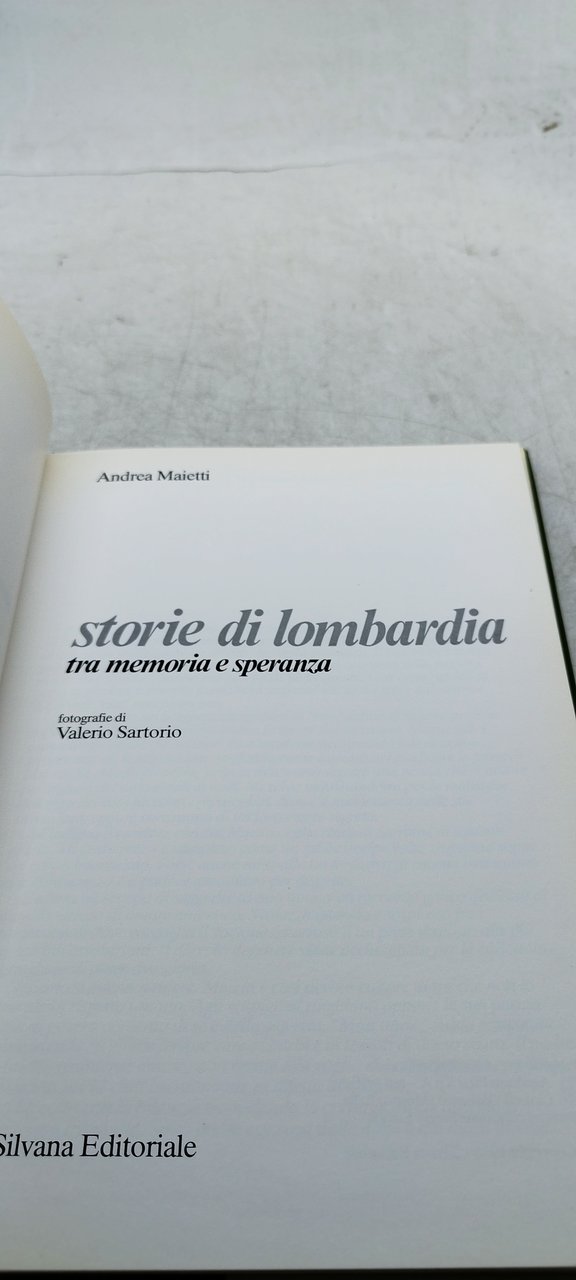 Andrea Maietti
storie di lombardia
tra memoria e speranza
fotografie di
Valerio Sartorio
Silvana Editoriale